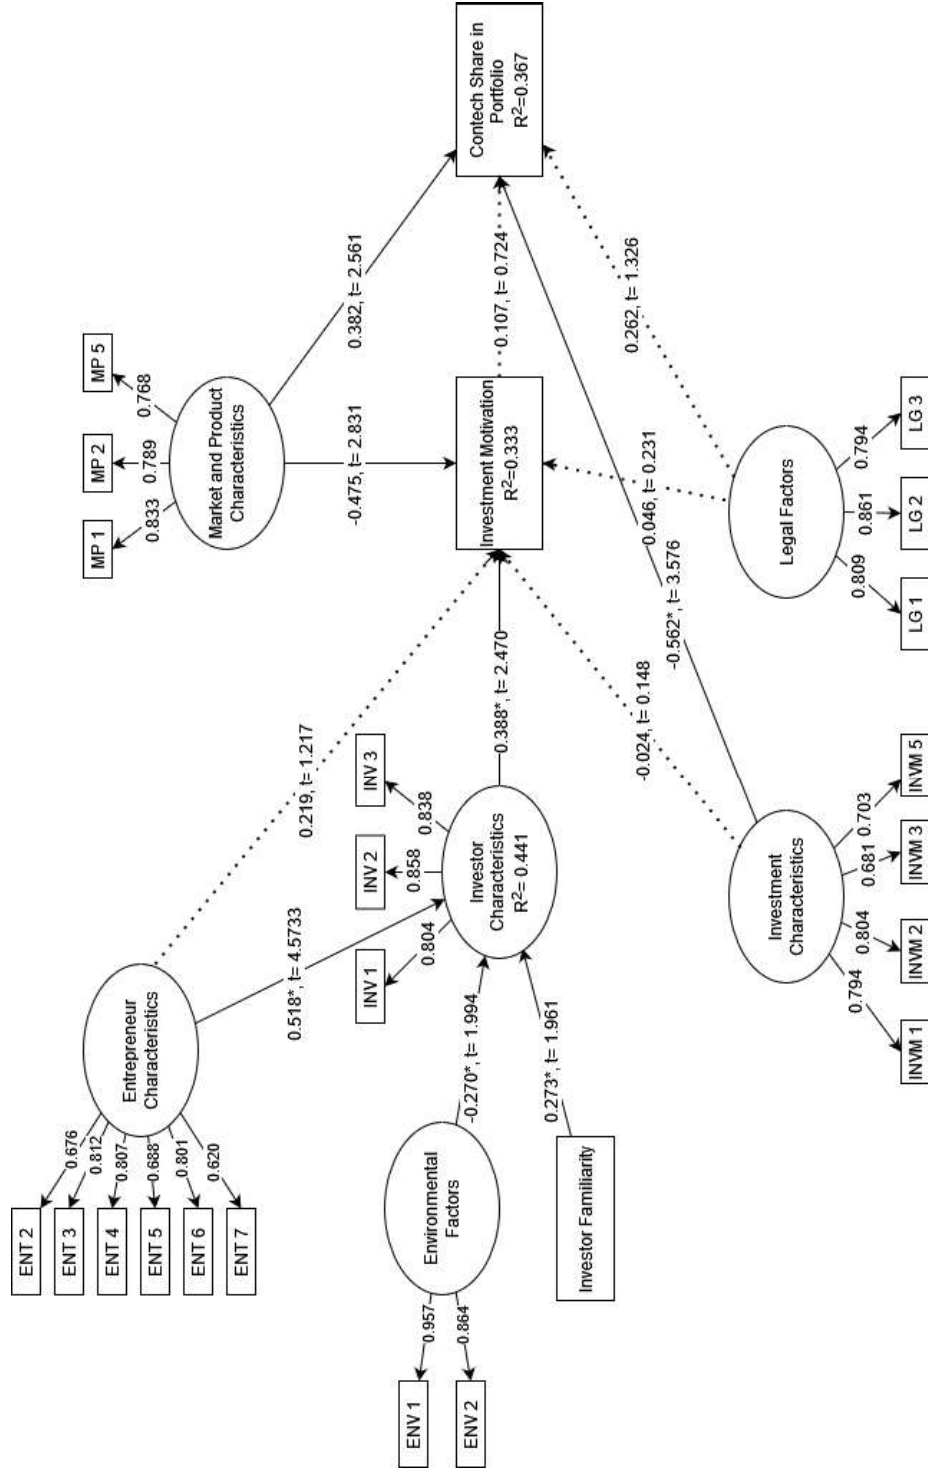 ENT 2
ENT 3
ENT 4
ENT 5
ENT 6
ENT 7
0.676
0.812
0.807
0.688
0.801
0.620
Entrepreneur
Characteristics
MP 1
MP 2
MP 5
0.833
0.789
0.768
Market and Product
Characteristics
0.518*, t= 4.5733
0.219, t= 1.217
-0.475, t= 2.831
0.382, t= 2.561
INV 1
INV 2
INV 3
0.804
0.858
0.838
Investor
Characteristics
R²= 0.441
ENV 1
ENV 2
0.957
0.864
Environmental
Factors
-0.270*, t= 1.994
0.388*, t= 2.470
Investment Motivation
R²=0.333
0.107, t= 0.724
Contech Share in
Portfolio
R²=0.367
Investor Familiarity
0.273*, t= 1.961
-0.024, t= 0.148
-0.562*, t= 3.576
0.046, t= 0.231
0.262, t= 1.326
Investment
Characteristics
0.794
0.804
0.681
0.703
INVM 1
INVM 2
INVM 3
INVM 5
Legal Factors
0.809
0.861
0.794
LG 1
LG 2
LG 3